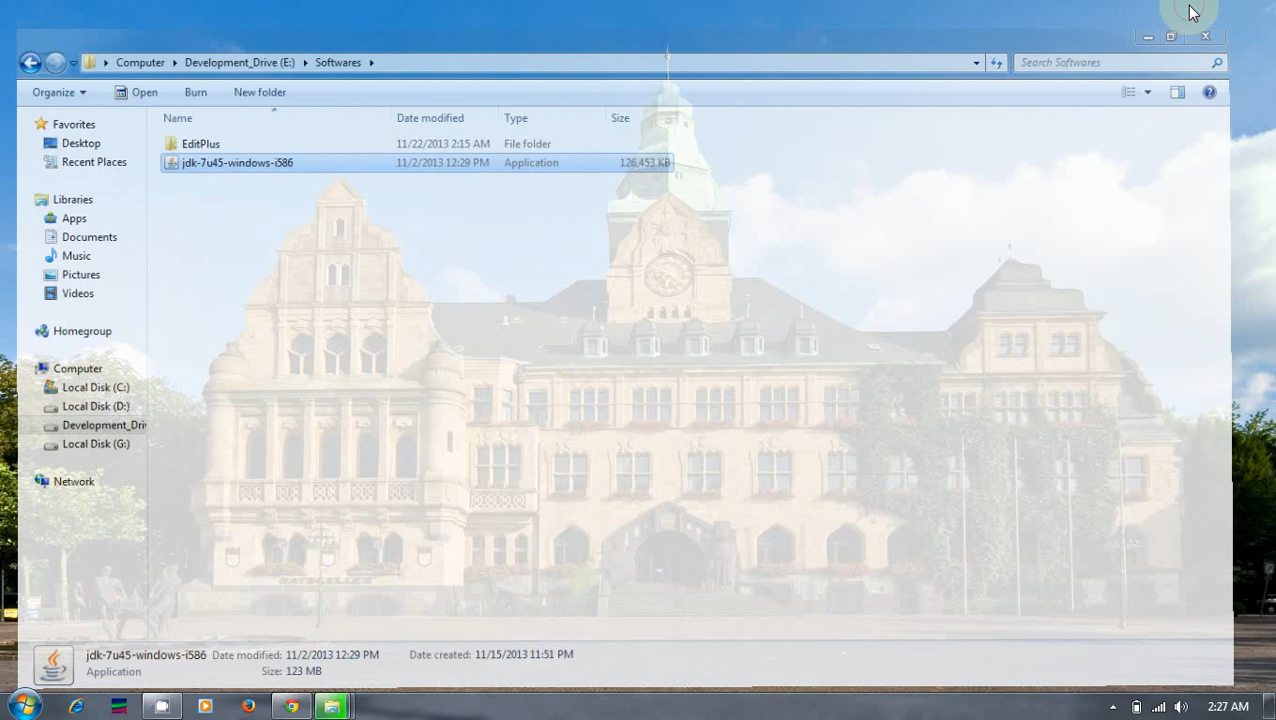 Computer Development_Drive (E:) Softwares Search Softwares
Organize Open Burn New folder
Name Date modified Type Size
EditPlus 11/22/2013 2:15 AM File folder
jdk-7u45-windows-i586 11/2/2013 12:29 PM Application 126,453 KB
Favorites
Desktop
Recent Places
Libraries
Apps
Documents
Music
Pictures
Videos
Homegroup
Computer
Local Disk (C:)
Local Disk (D:)
Development_Driv
Local Disk (G:)
Network
jdk-7u45-windows-i586 Date modified: 11/2/2013 12:29 PM Date created: 11/15/2013 11:51 PM
Application Size: 123 MB
2:27 AM